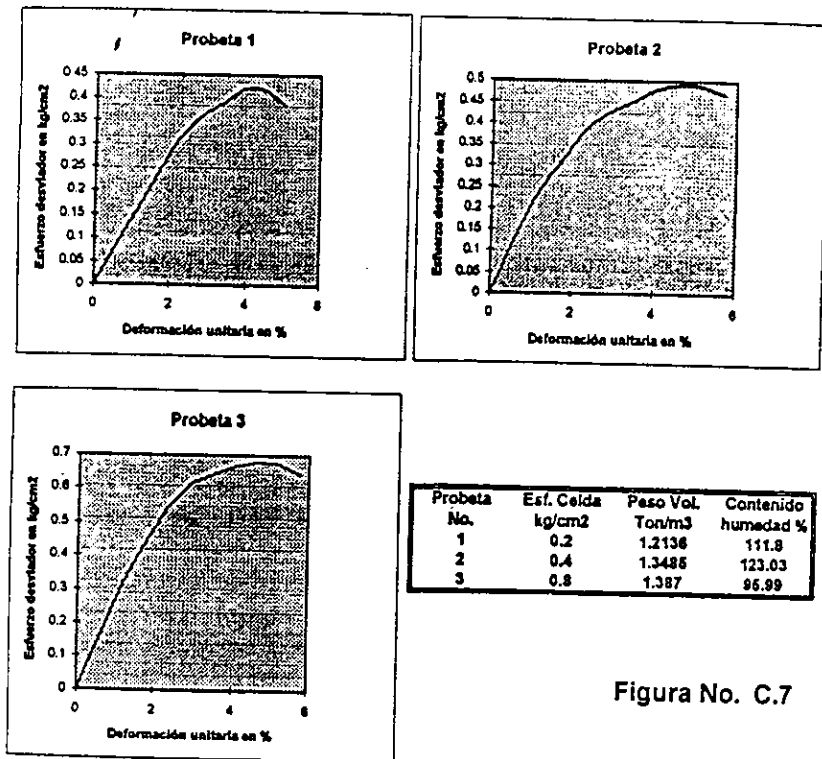 Probeta 1
Esfuerzo desviador en kg/cm2
0.45
0.4
0.35
0.3
0.25
0.2
0.15
0.1
0.05
0
0 2 4 6 8
Deformación unitaria en %
Probeta 2
Esfuerzo desviador en kg/cm2
0.5
0.45
0.4
0.35
0.3
0.25
0.2
0.15
0.1
0.05
0
0 2 4 6
Deformación unitaria en %
Probeta 3
Esfuerzo desviador en kg/cm2
0.7
0.6
0.5
0.4
0.3
0.2
0.1
0
0 2 4 6
Deformación unitaria en %
Probeta Esf. Celda Peso Vol. Contenido
No. kg/cm2 Ton/m3 humedad %
1 0.2 1.2136 111.8
2 0.4 1.3485 123.03
3 0.8 1.387 95.99
Figura No. C.7